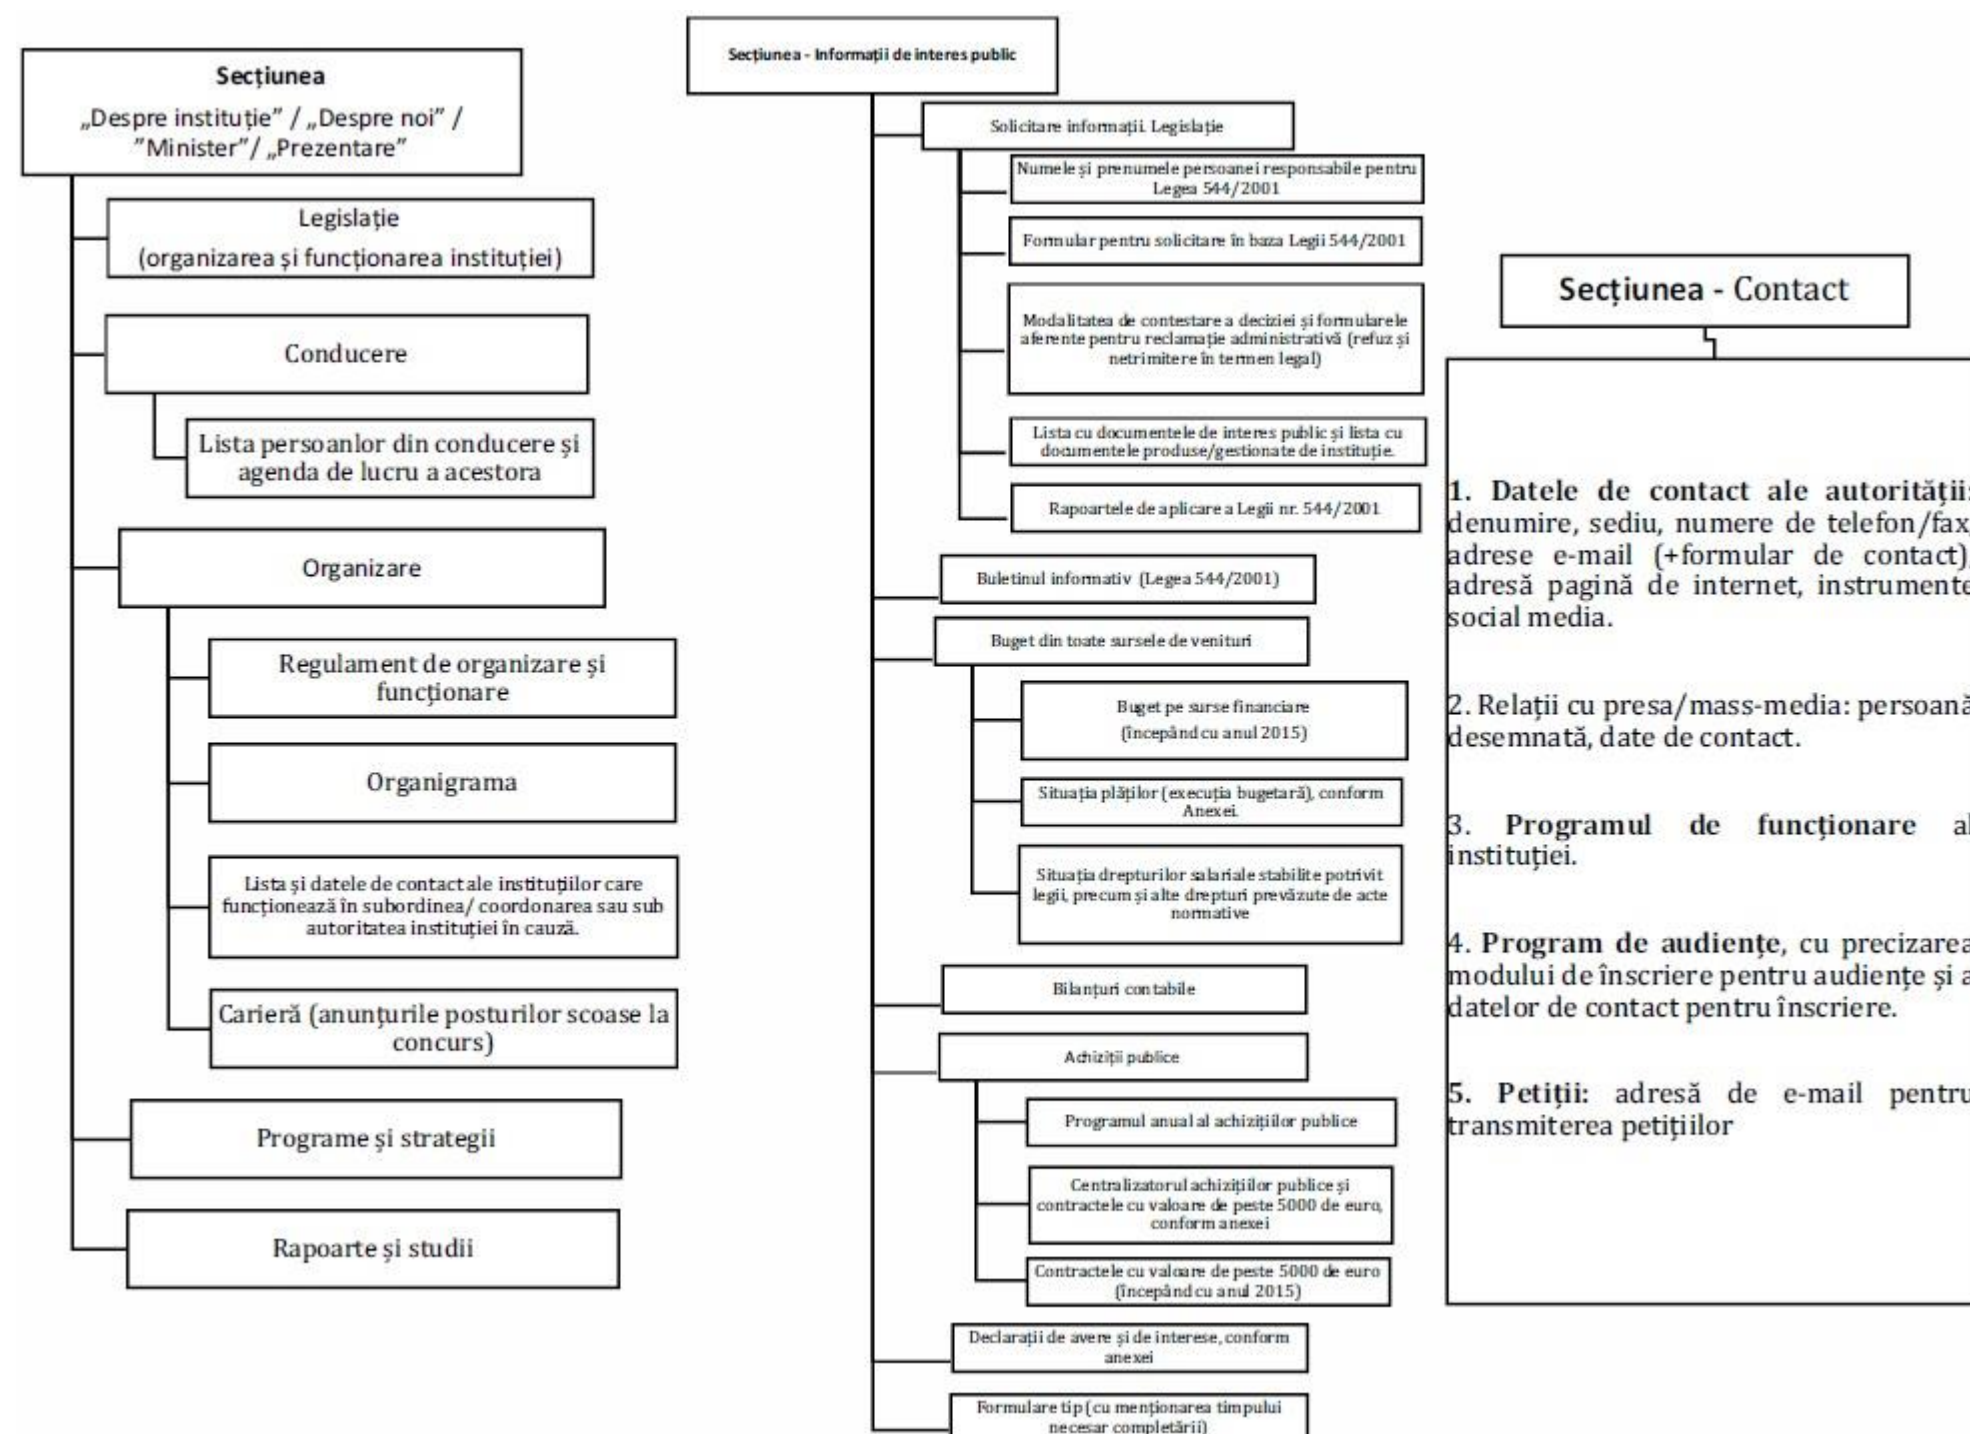 Secțiunea
„Despre instituție” / „Despre noi” /
”Minister”/ „Prezentare”
Legislație
(organizarea și funcționarea instituției)
Conducere
Lista persoanlor din conducere și
agenda de lucru a acestora
Organizare
Regulament de organizare și
funcționare
Organigrama
Lista și datele de contact ale instituțiilor care
funcționează în subordinea/ coordonarea sau sub
autoritatea instituției în cauză.
Carieră (anunțurile posturilor scoase la
concurs)
Programe și strategii
Rapoarte și studii
Secțiunea - Informații de interes public
Solicitare informații. Legislație
Numele și prenumele persoanei responsabile pentru
Legea 544/2001
Formular pentru solicitare în baza Legii 544/2001
Modalitatea de contestare a deciziei și formularele
aferente pentru reclamație administrativă (refuz și
netrimitere în termen legal)
Lista cu documentele de interes public și lista cu
documentele produse/gestionate de instituție.
Rapoartele de aplicare a Legii nr. 544/2001
Buletinul informativ (Legea 544/2001)
Buget din toate sursele de venituri
Buget pe surse financiare
(începând cu anul 2015)
Situația plăților (execuția bugetară), conform
Anexei.
Situația drepturilor salariale stabilite potrivit
legii, precum și alte drepturi prevăzute de acte
normative
Bilanțuri contabile
Achiziții publice
Programul anual al achizițiilor publice
Centralizatorul achizițiilor publice și
contractele cu valoare de peste 5000 de euro,
conform anexei
Contractele cu valoare de peste 5000 de euro
(începând cu anul 2015)
Declarații de avere și de interese, conform
anexei
Formulare tip (cu menționarea timpului
necesar completării)
Secțiunea - Contact
1. Datele de contact ale autorității:
denumire, sediu, numere de telefon/fax,
adrese e-mail (+formular de contact),
adresă pagină de internet, instrumente
social media.
2. Relații cu presa/mass-media: persoană
desemnată, date de contact.
3. Programul de funcționare al
instituției.
4. Program de audiențe, cu precizarea
modului de înscriere pentru audiențe și a
datelor de contact pentru înscriere.
5. Petiții: adresă de e-mail pentru
transmiterea petițiilor